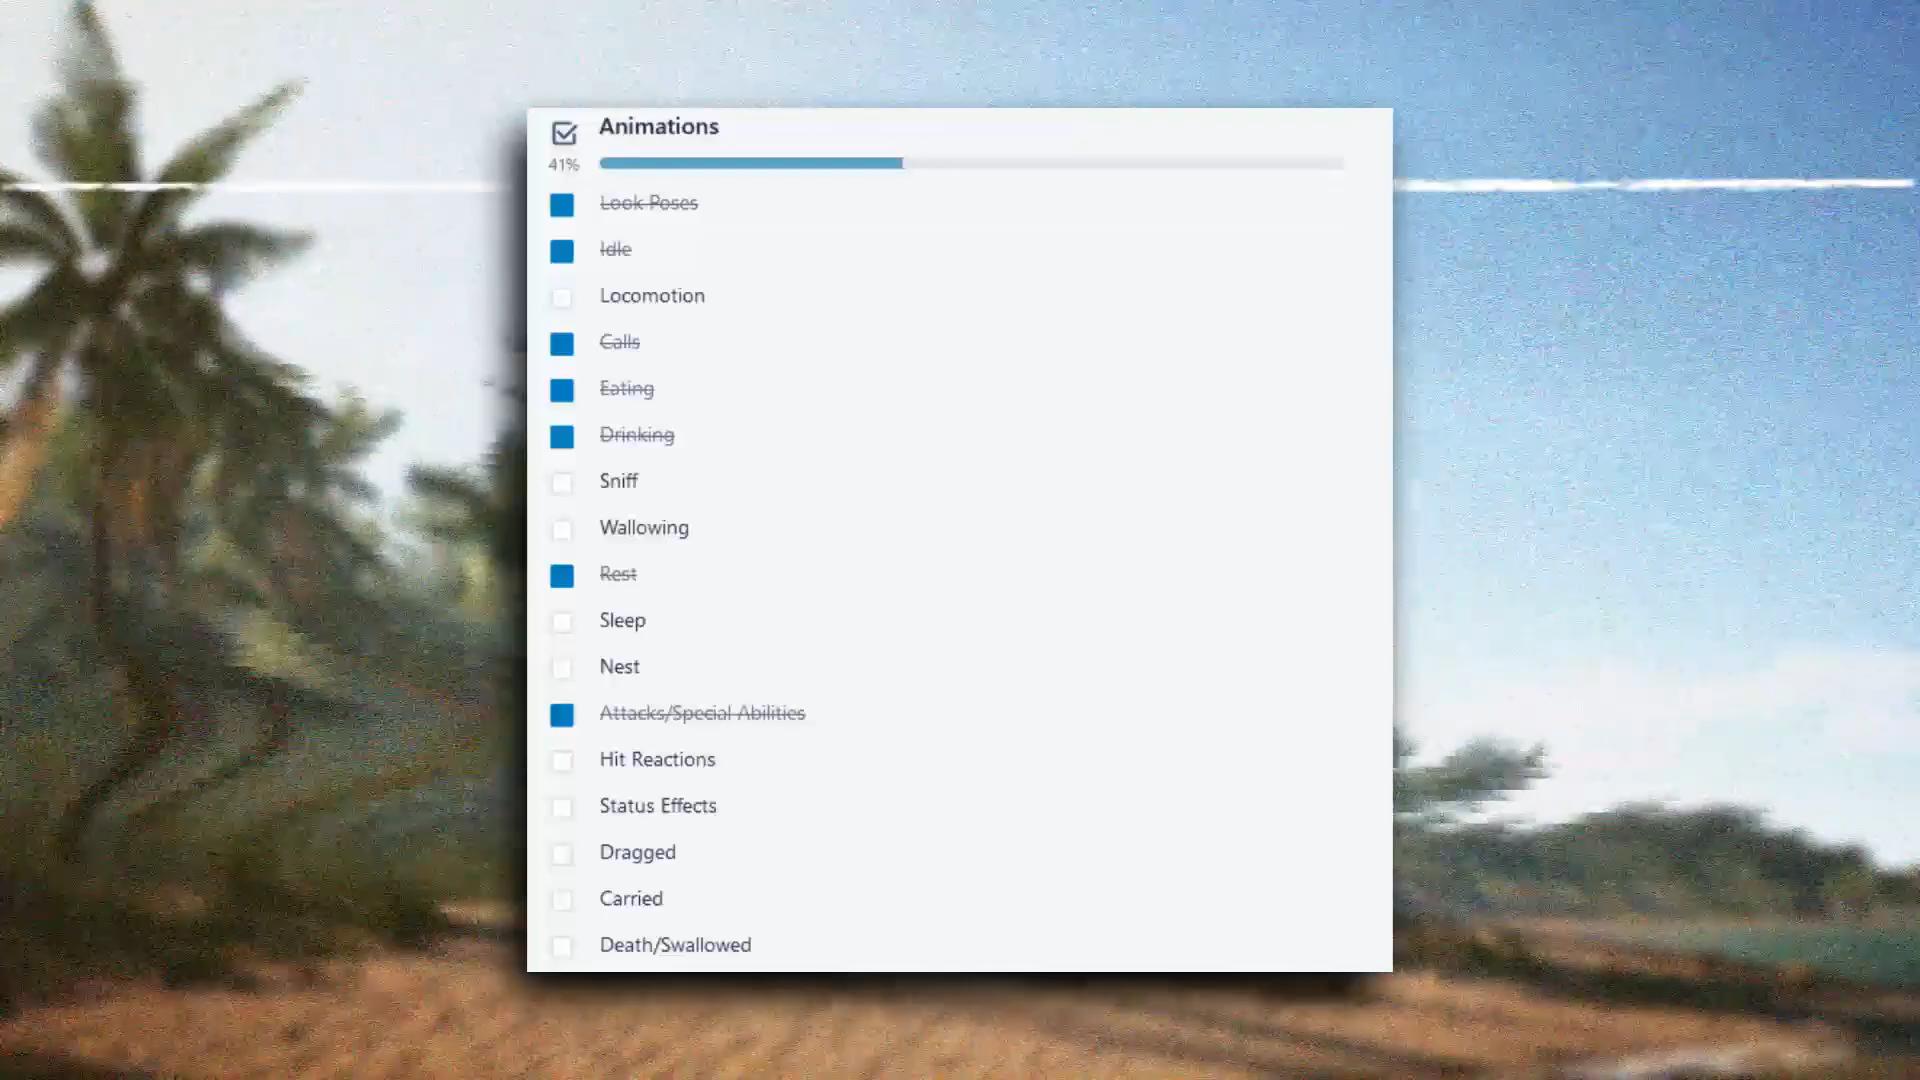 Animations
41%
Look Poses
Idle
Locomotion
Calls
Eating
Drinking
Sniff
Wallowing
Rest
Sleep
Nest
Attacks/Special Abilities
Hit Reactions
Status Effects
Dragged
Carried
Death/Swallowed